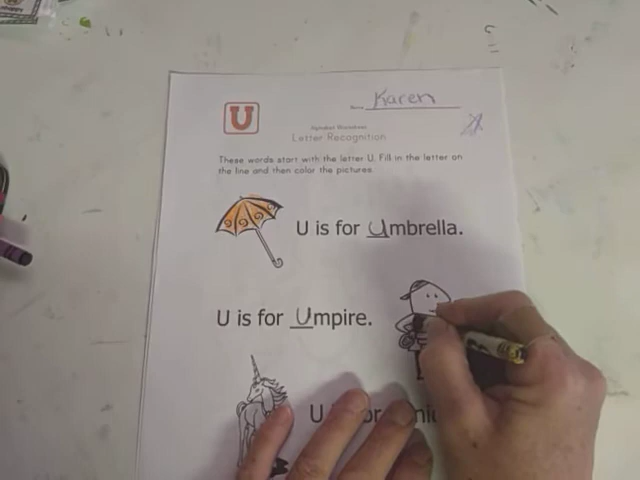 U
Name Karen
Alphabet Worksheet
Letter Recognition
These words start with the letter U. Fill in the letter on
the line and then color the pictures.
U is for Umbrella.
U is for Umpire.
U